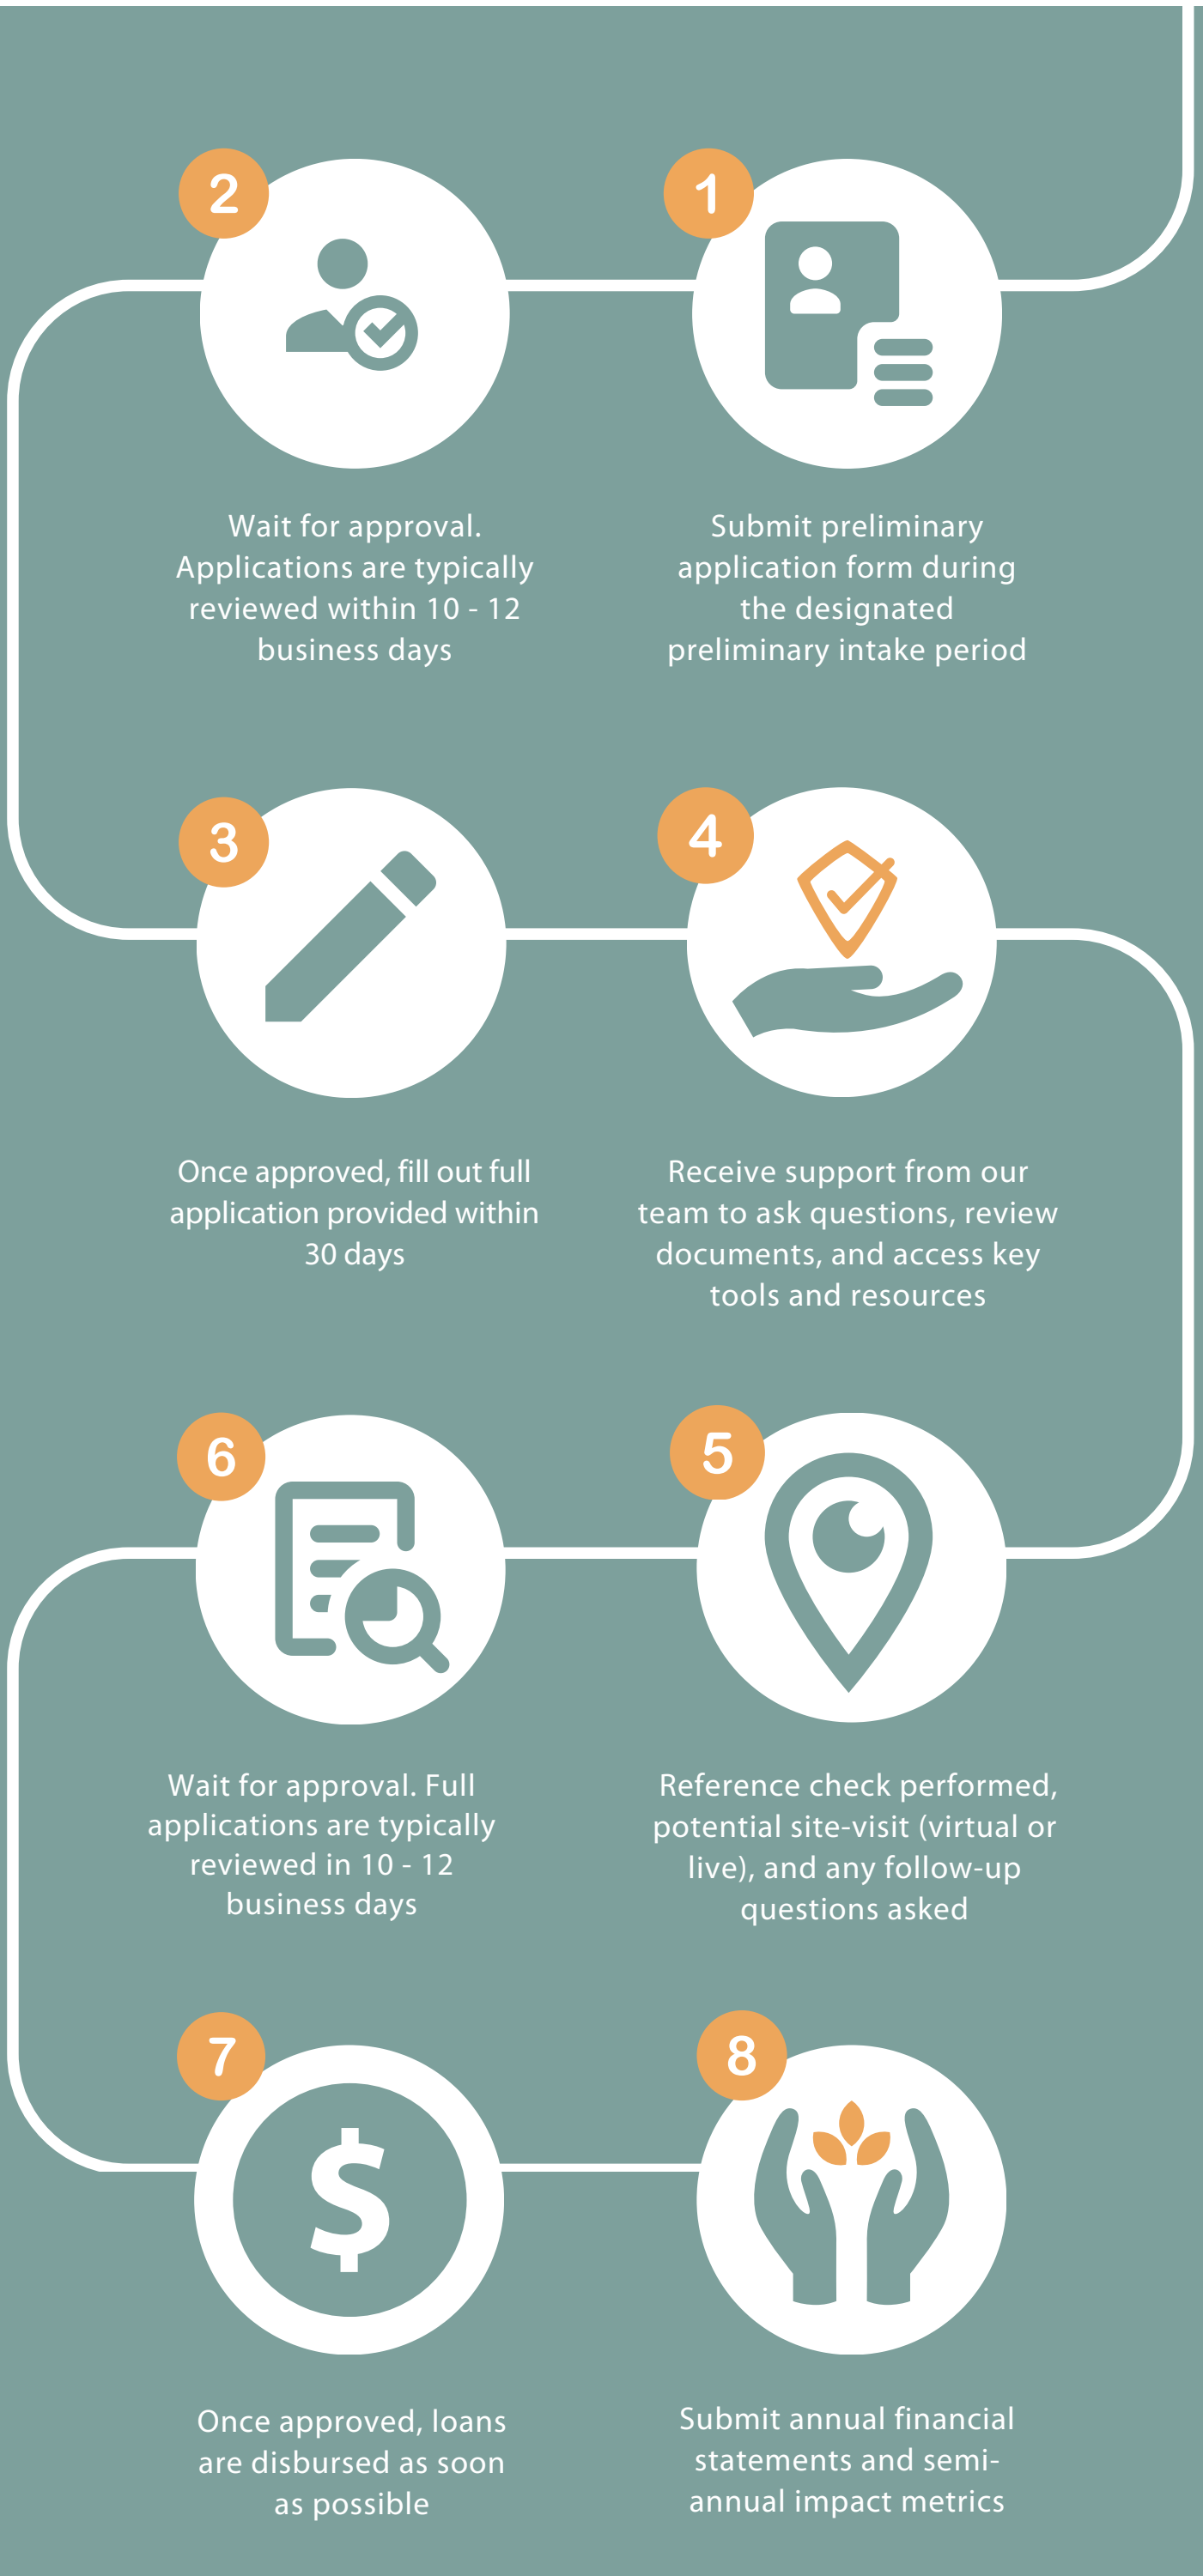 1
Submit preliminary
application form during
the designated
preliminary intake period
2
Wait for approval.
Applications are typically
reviewed within 10 - 12
business days
3
Once approved, fill out full
application provided within
30 days
4
Receive support from our
team to ask questions, review
documents, and access key
tools and resources
5
Reference check performed,
potential site-visit (virtual or
live), and any follow-up
questions asked
6
Wait for approval. Full
applications are typically
reviewed in 10 - 12
business days
7
$
Once approved, loans
are disbursed as soon
as possible
8
Submit annual financial
statements and semi-
annual impact metrics